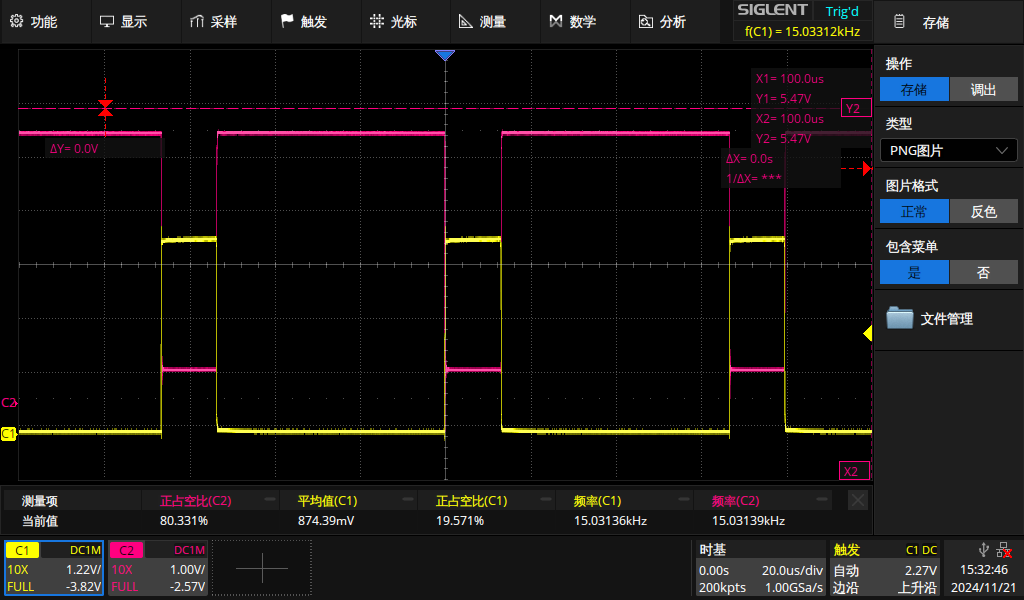 功能 显示 采样 触发 光标 测量 数学 分析
SIGLENT Trig'd
f(C1) = 15.03312kHz
存储
操作
存储 调出
类型
PNG图片
图片格式
正常 反色
包含菜单
是 否
文件管理
X1= 100.0us
Y1= 5.47V
X2= 100.0us
Y2= 5.47V
Y2
ΔY= 0.0V
ΔX= 0.0s
1/ΔX= ***
C2
C1
X2
测量项 正占空比(C2) 平均值(C1) 正占空比(C1) 频率(C1) 频率(C2)
当前值 80.331% 874.39mV 19.571% 15.03136kHz 15.03139kHz
C1 DC1M
10X 1.22V/
FULL -3.82V
C2 DC1M
10X 1.00V/
FULL -2.57V
时基
0.00s 20.0us/div
200kpts 1.00GSa/s
触发 C1 DC
自动 2.27V
边沿 上升沿
15:32:46
2024/11/21